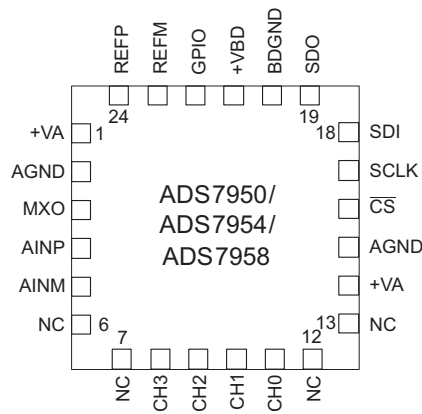 REFP
REFM
GPIO
+VBD
BDGND
SDO
24
19
+VA
1
18
SDI
AGND
SCLK
MXO
CS
AINP
AGND
AINM
+VA
NC
6
13
NC
ADS7950/
ADS7954/
ADS7958
7
12
NC
CH3
CH2
CH1
CH0
NC